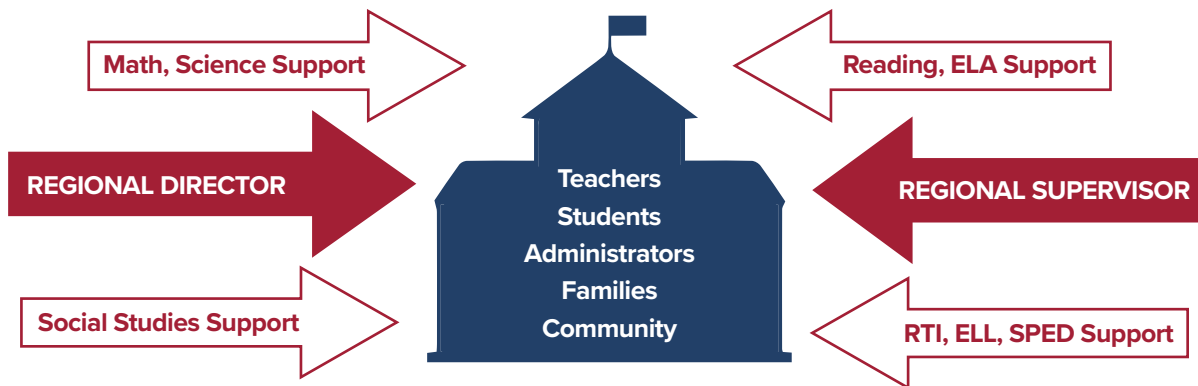 Math, Science Support
Reading, ELA Support
REGIONAL DIRECTOR
REGIONAL SUPERVISOR
Teachers
Students
Administrators
Families
Community
Social Studies Support
RTI, ELL, SPED Support